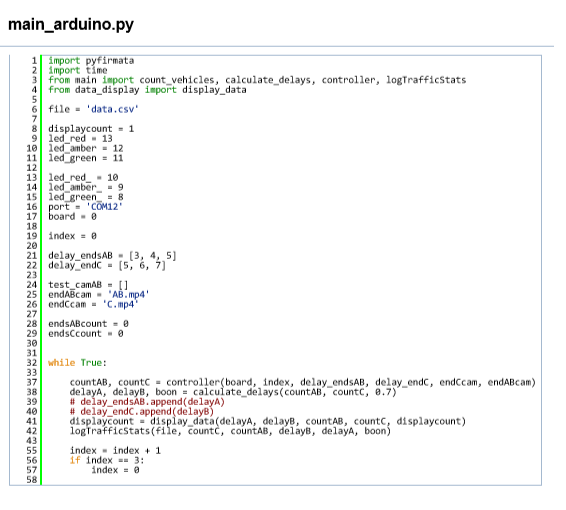 main_arduino.py
1 import pyfirmata
2 import time
3 from main import count_vehicles, calculate_delays, controller, logTrafficStats
4 from data_display import display_data
5
6 file = 'data.csv'
7
8 displaycount = 1
9 led_red = 13
10 led_amber = 12
11 led_green = 11
12
13 led_red_ = 10
14 led_amber_ = 9
15 led_green_ = 8
16 port = 'COM12'
17 board = 0
18
19 index = 0
20
21 delay_endsAB = [3, 4, 5]
22 delay_endC = [5, 6, 7]
23
24 test_camAB = []
25 endABcam = 'AB.mp4'
26 endCcam = 'C.mp4'
27
28 endsABcount = 0
29 endsCcount = 0
30
31
32 while True:
33
37 countAB, countC = controller(board, index, delay_endsAB, delay_endC, endCcam, endABcam)
38 delayA, delayB, boon = calculate_delays(countAB, countC, 0.7)
39 # delay_endsAB.append(delayA)
40 # delay_endC.append(delayB)
41 displaycount = display_data(delayA, delayB, countAB, countC, displaycount)
42 logTrafficStats(file, countC, countAB, delayB, delayA, boon)
43
55 index = index + 1
56 if index == 3:
57 index = 0
58